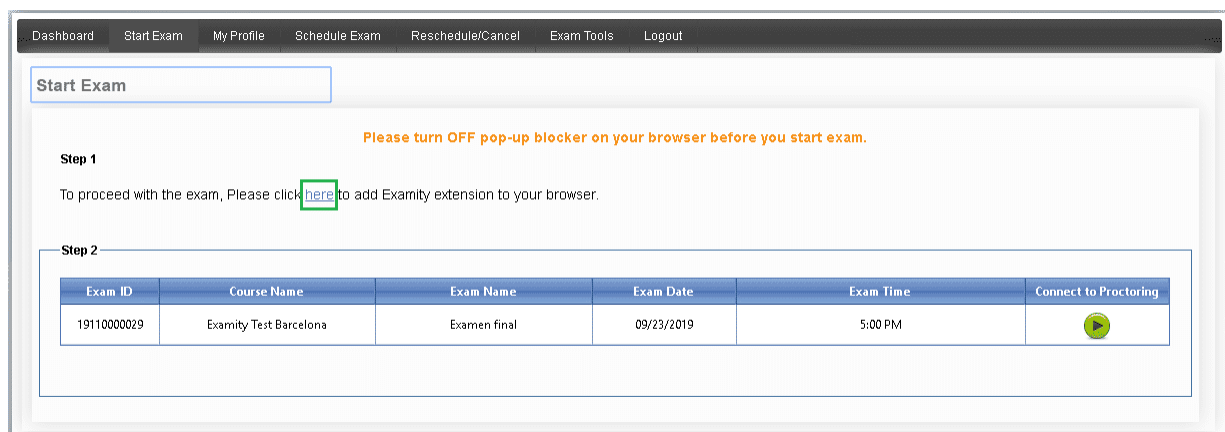 Dashboard Start Exam My Profile Schedule Exam Reschedule/Cancel Exam Tools Logout
Start Exam
Please turn OFF pop-up blocker on your browser before you start exam.
Step 1
To proceed with the exam, Please click here to add Examity extension to your browser.
Step 2
Exam ID Course Name Exam Name Exam Date Exam Time Connect to Proctoring
19110000029 Examity Test Barcelona Examen final 09/23/2019 5:00 PM